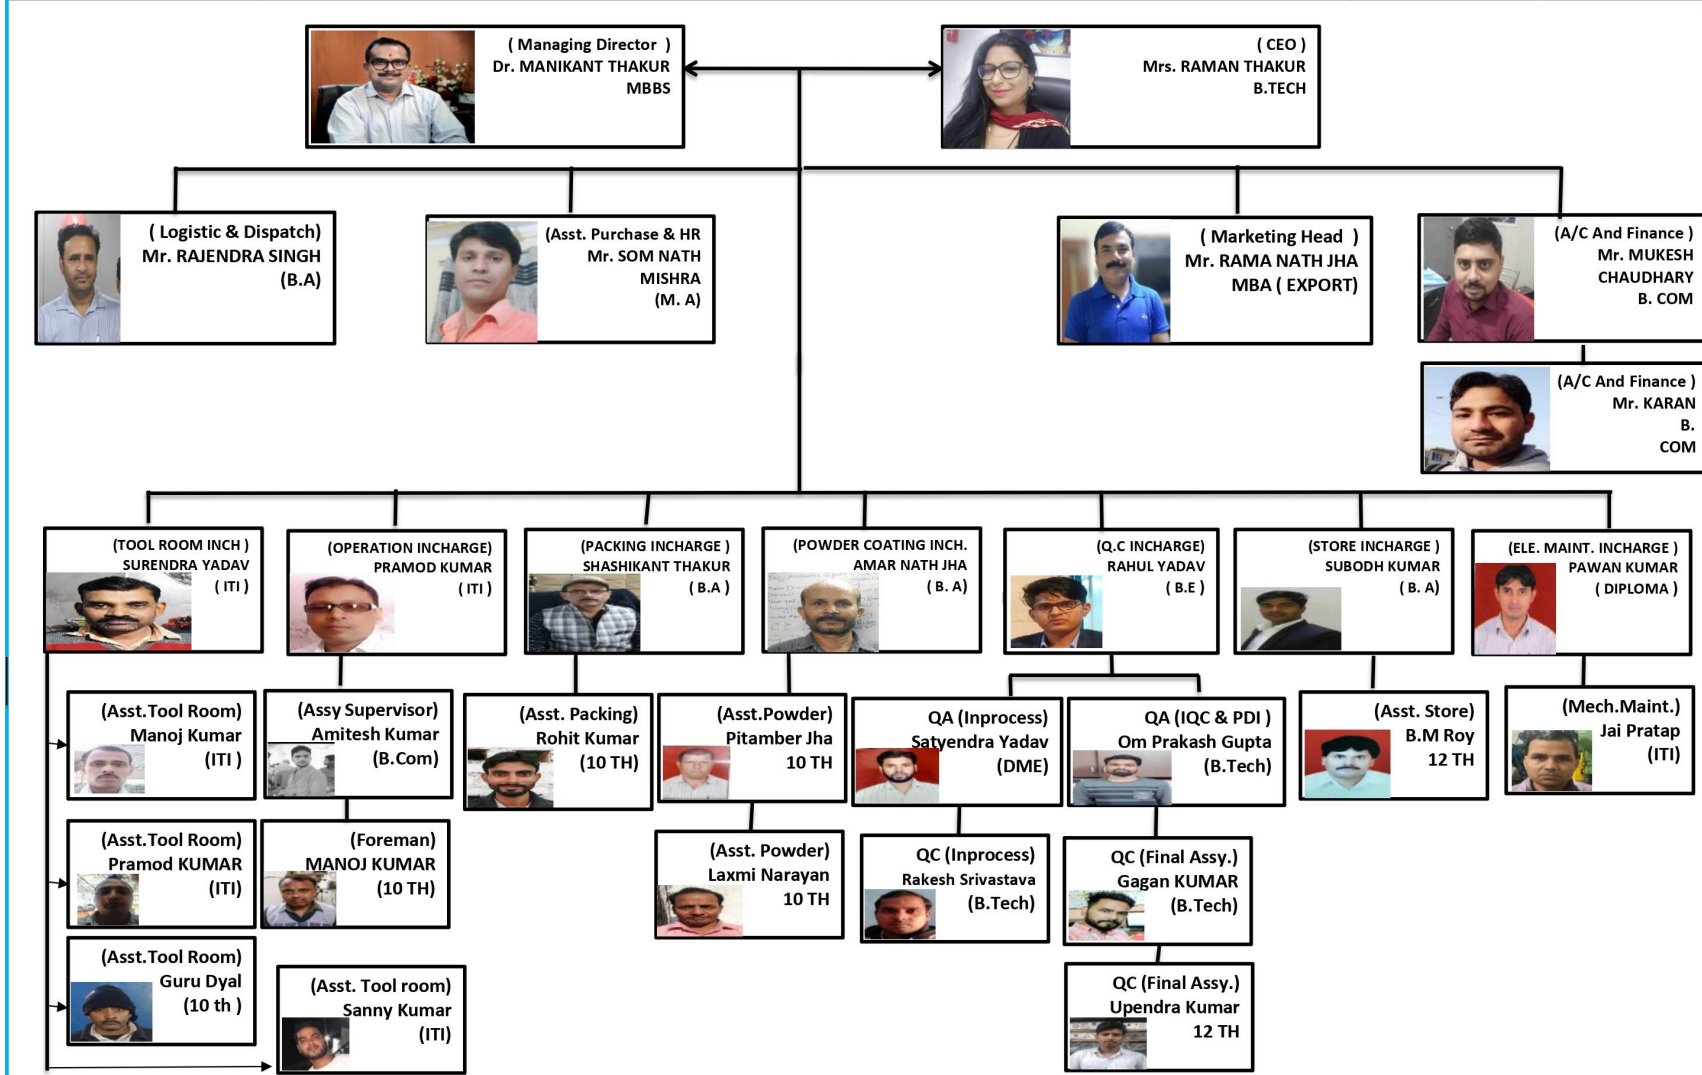 ( Managing Director )
Dr. MANIKANT THAKUR
MBBS
( CEO )
Mrs. RAMAN THAKUR
B.TECH
( Logistic & Dispatch)
Mr. RAJENDRA SINGH
(B.A)
(Asst. Purchase & HR
Mr. SOM NATH
MISHRA
(M. A)
( Marketing Head )
Mr. RAMA NATH JHA
MBA ( EXPORT)
(A/C And Finance )
Mr. MUKESH
CHAUDHARY
B. COM
(A/C And Finance )
Mr. KARAN
B.
COM
(TOOL ROOM INCH )
SURENDRA YADAV
( ITI )
(OPERATION INCHARGE)
PRAMOD KUMAR
( ITI )
(PACKING INCHARGE )
SHASHIKANT THAKUR
( B.A )
(POWDER COATING INCH.
AMAR NATH JHA
( B. A)
(Q.C INCHARGE)
RAHUL YADAV
( B.E )
(STORE INCHARGE )
SUBODH KUMAR
( B. A)
(ELE. MAINT. INCHARGE )
PAWAN KUMAR
( DIPLOMA )
(Asst.Tool Room)
Manoj Kumar
(ITI )
(Assy Supervisor)
Amitesh Kumar
(B.Com)
(Asst. Packing)
Rohit Kumar
(10 TH)
(Asst.Powder)
Pitamber Jha
10 TH
QA (Inprocess)
Satyendra Yadav
(DME)
QA (IQC & PDI )
Om Prakash Gupta
(B.Tech)
(Asst. Store)
B.M Roy
12 TH
(Mech.Maint.)
Jai Pratap
(ITI)
(Asst.Tool Room)
Pramod KUMAR
(ITI)
(Foreman)
MANOJ KUMAR
(10 TH)
(Asst. Powder)
Laxmi Narayan
10 TH
QC (Inprocess)
Rakesh Srivastava
(B.Tech)
QC (Final Assy.)
Gagan KUMAR
(B.Tech)
(Asst.Tool Room)
Guru Dyal
(10 th )
(Asst. Tool room)
Sanny Kumar
(ITI)
QC (Final Assy.)
Upendra Kumar
12 TH